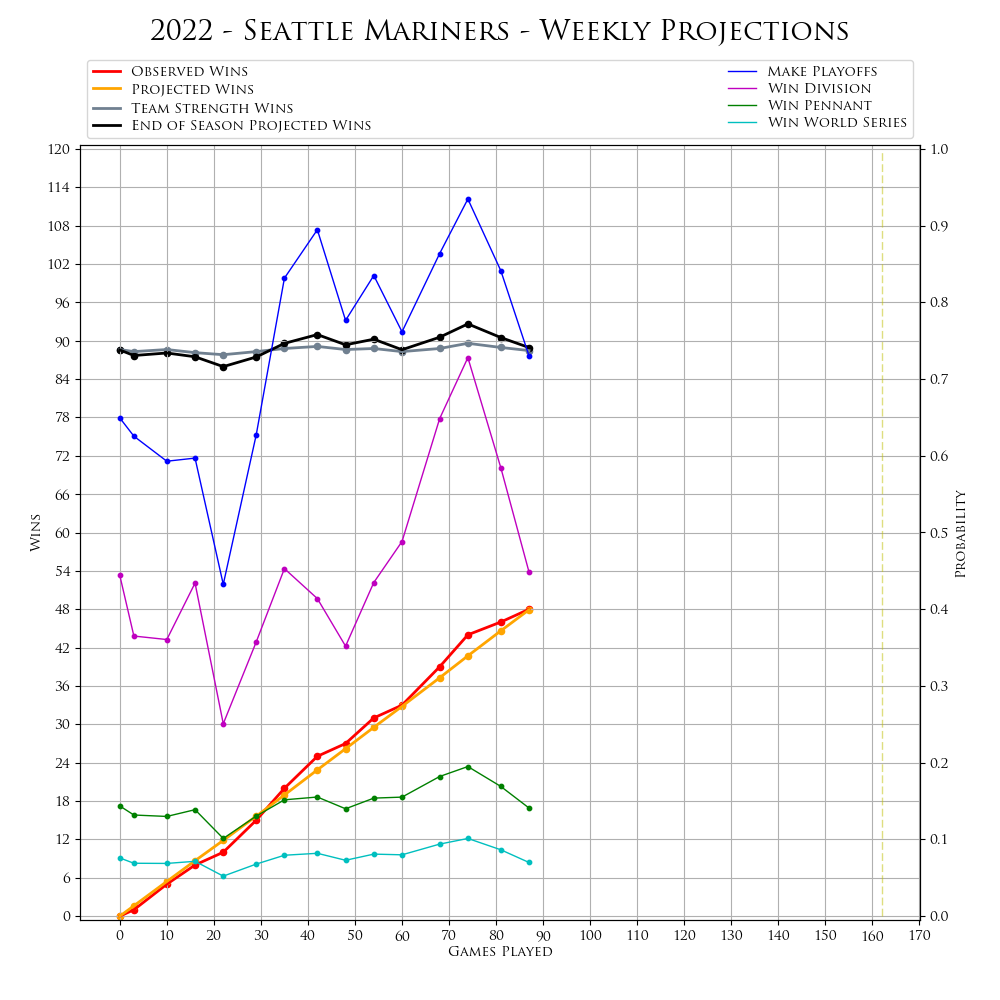 2022 - Seattle Mariners - Weekly Projections
Observed Wins
Projected Wins
Team Strength Wins
End of Season Projected Wins
Make Playoffs
Win Division
Win Pennant
Win World Series
120
114
108
102
96
90
84
78
72
66
60
54
48
42
36
30
24
18
12
6
0
Wins
1.0
0.9
0.8
0.7
0.6
0.5
0.4
0.3
0.2
0.1
0.0
Probability
0 10 20 30 40 50 60 70 80 90 100 110 120 130 140 150 160 170
Games Played